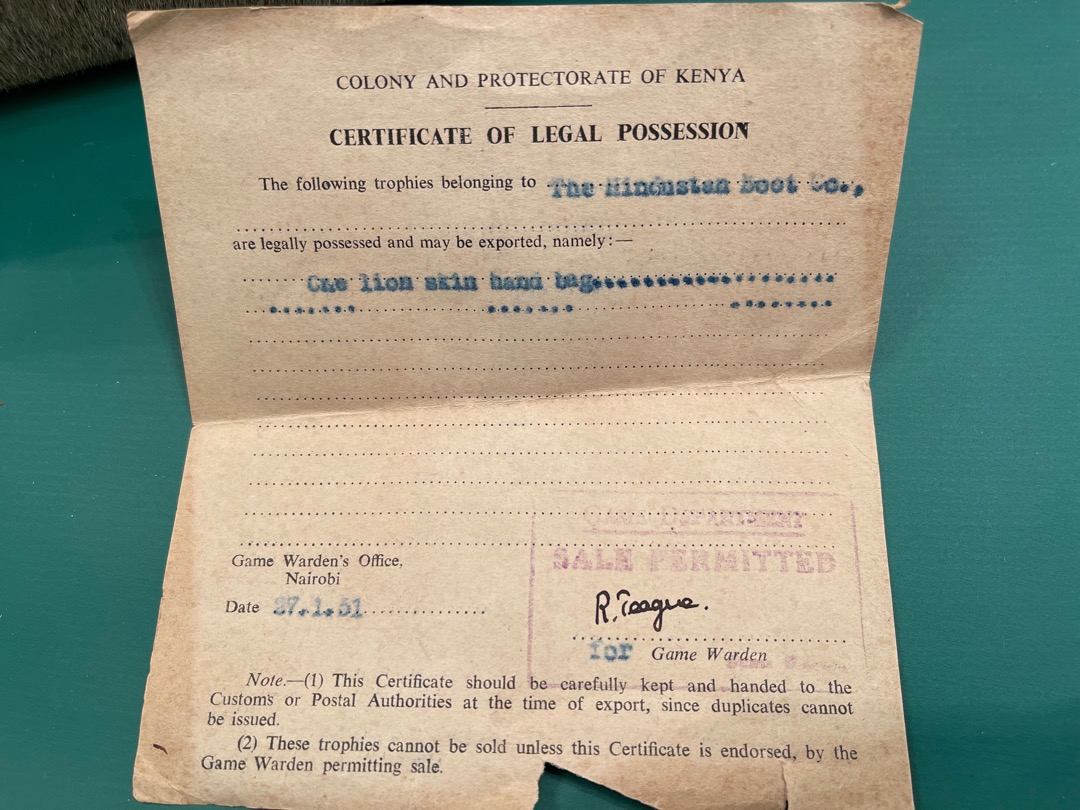 COLONY AND PROTECTORATE OF KENYA
CERTIFICATE OF LEGAL POSSESSION
The following trophies belonging to The Hindustan Boot Co.,
are legally possessed and may be exported, namely:—
One lion skin hand bag
GAME DEPARTMENT
SALE PERMITTED
Game Warden's Office,
Nairobi
Date 27.1.51
R. Teague.
for Game Warden
Note.—(1) This Certificate should be carefully kept and handed to the
Customs or Postal Authorities at the time of export, since duplicates cannot
be issued.
(2) These trophies cannot be sold unless this Certificate is endorsed, by the
Game Warden permitting sale.